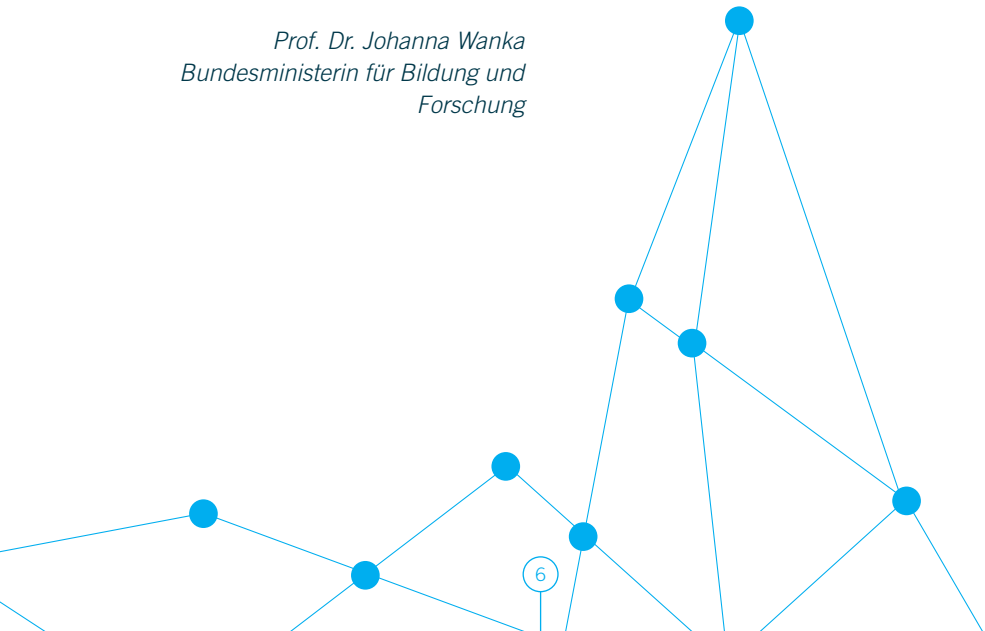 Prof. Dr. Johanna Wanka
Bundesministerin für Bildung und
Forschung
6